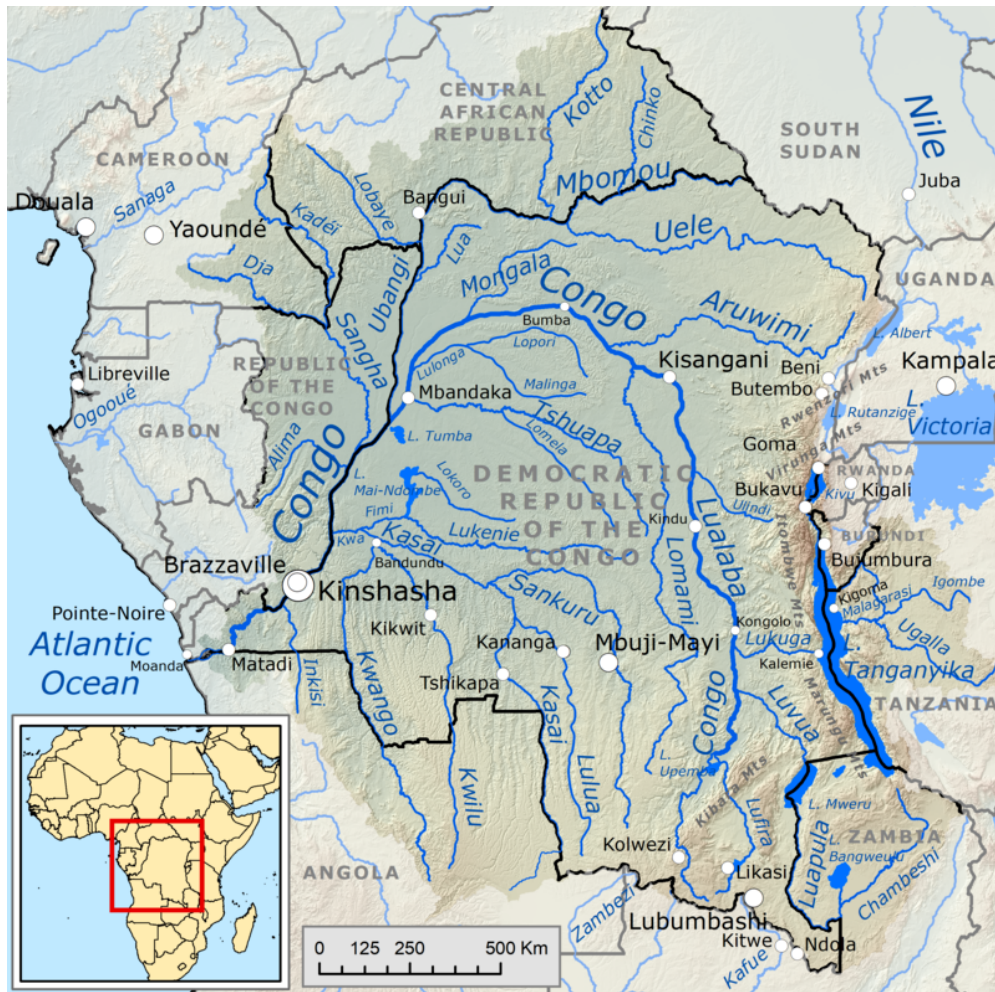 CENTRAL
AFRICAN
REPUBLIC
Kotto
Chinko
SOUTH
SUDAN
Nile
CAMEROON
Mbomou
Juba
Douala
Sanaga
Yaoundé
Kadéï
Lobaye
Bangui
Lua
Uele
Dja
Ubangi
Mongala
Congo
UGANDA
Aruwimi
Sangha
Bumba
L. Albert
Libreville
REPUBLIC
OF THE
CONGO
Lulonga
Lopori
Kisangani
Beni
Kampala
Ogooué
Mbandaka
Malinga
Butembo
Rwenzori Mts
L.
Victoria
GABON
Alima
L. Tumba
Tshuapa
Lomela
L. Rutanzige
Goma
Virunga Mts
Congo
L.
Mai-Ndombe
Lokoro
DEMOCRATIC
REPUBLIC
OF THE
CONGO
Bukavu
Kivu
RWANDA
Kigali
Fimi
Ulindi
Kindu
Lualaba
Kwa
Kasai
Lukenie
Itombwe Mts
BURUNDI
Bujumbura
Brazzaville
Bandundu
Kinshasha
Sankuru
Lomami
Kigoma
Malagarasi
Igombe
Pointe-Noire
Kikwit
Kananga
Mbuji-Mayi
Kongolo
Lukuga
Ugalla
Atlantic
Ocean
Moanda
Matadi
Kalemie
L.
Tanganyika
Inkisi
Kwango
Tshikapa
Kasai
Congo
Luvua
Marungu Mts
TANZANIA
Kwilu
Lulua
L.
Upemba
Kibara Mts
Lufira
L. Mweru
ZAMBIA
Luapula
L.
Bangweulu
Chambeshi
Kolwezi
Likasi
ANGOLA
Zambezi
Lubumbashi
Kitwe
Ndola
Kafue
0 125 250 500 Km